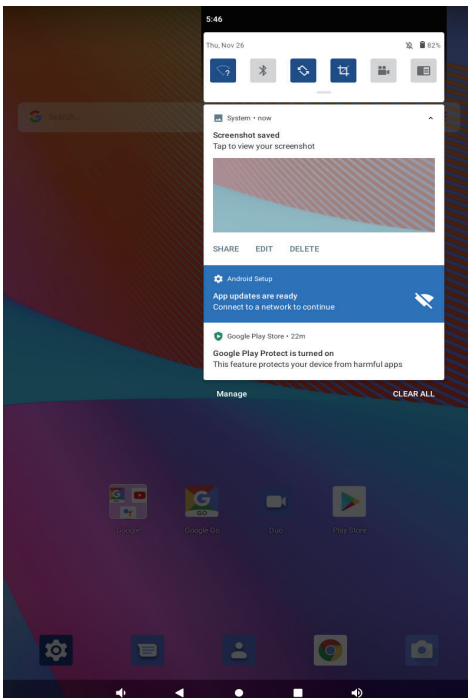 5:46
Thu, Nov 26
82%
System • now
Screenshot saved
Tap to view your screenshot
SHARE EDIT DELETE
Android Setup
App updates are ready
Connect to a network to continue
Google Play Store • 22m
Google Play Protect is turned on
This feature protects your device from harmful apps
Manage CLEAR ALL
Search...
GO
Google Google Go Duo Play Store